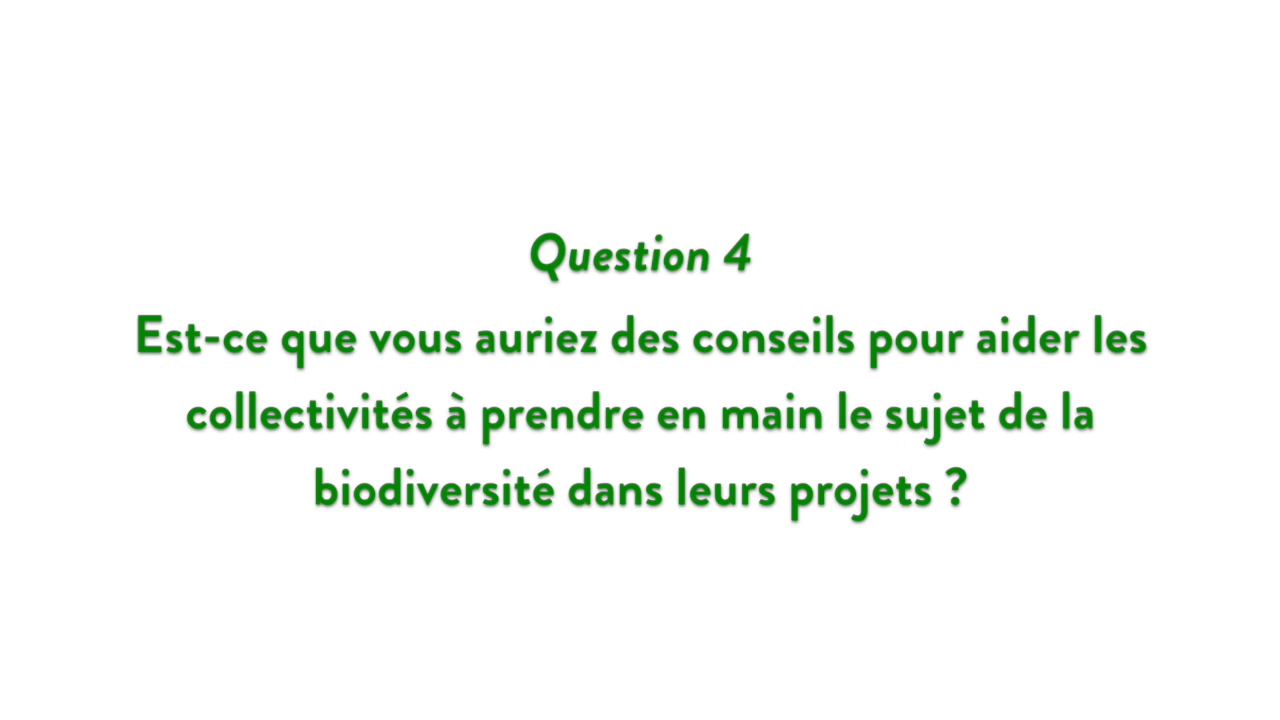 Question 4
Est-ce que vous auriez des conseils pour aider les
collectivités à prendre en main le sujet de la
biodiversité dans leurs projets ?